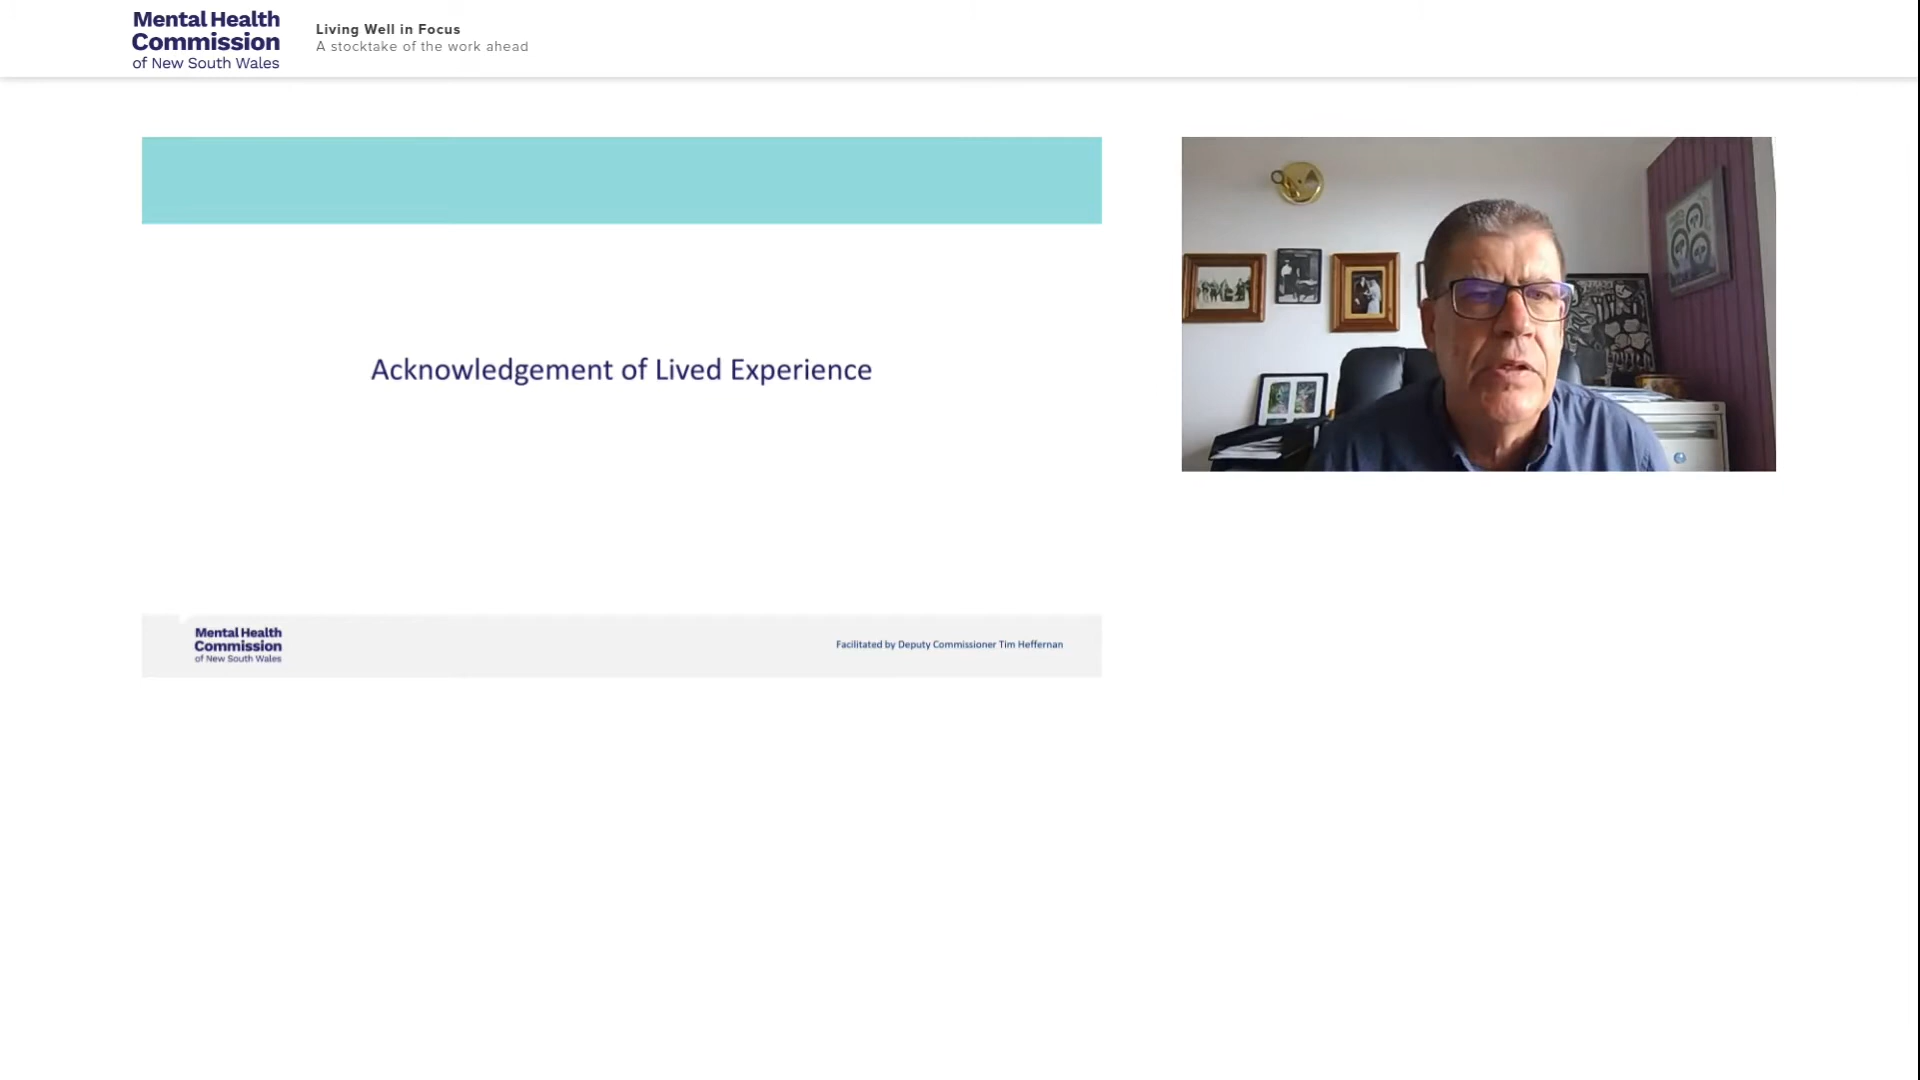 Mental Health
Commission
of New South Wales
Living Well in Focus
A stocktake of the work ahead
Acknowledgement of Lived Experience
Mental Health
Commission
of New South Wales
Facilitated by Deputy Commissioner Tim Heffernan